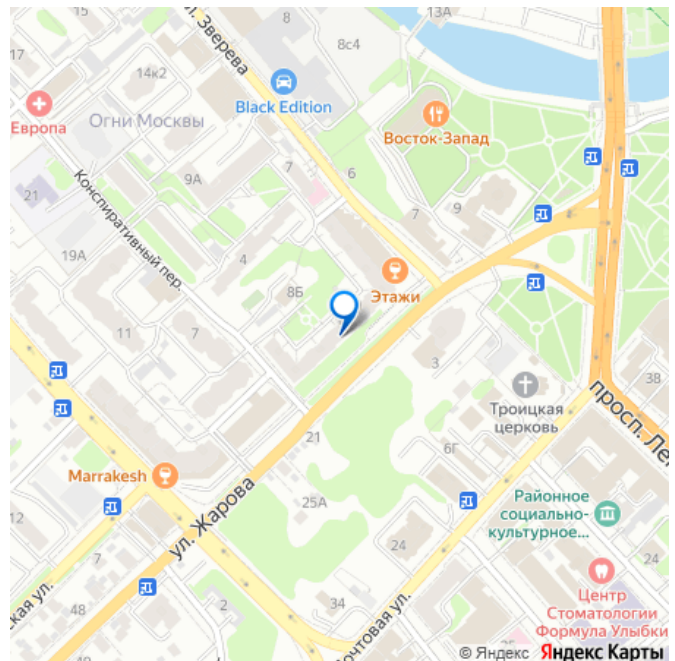 13А
17
15
8
л. Зверева
8с4
14к2
Black Edition
Европа
Огни Москвы
Восток-Запад
7
6
9А
21
7
9
Конспиративный пер.
19А
4
8Б
Этажи
11
7
3
38
Троицкая
церковь
просп. Ле
21
6Г
Marrakesh
25А
Районное
социально-
культурное...
ул. Жарова
12
24
24
7
Центр
Стоматологии
Формула Улыбки
48
ская ул.
2
34
очтовая ул.
25
© Яндекс Яндекс Карты